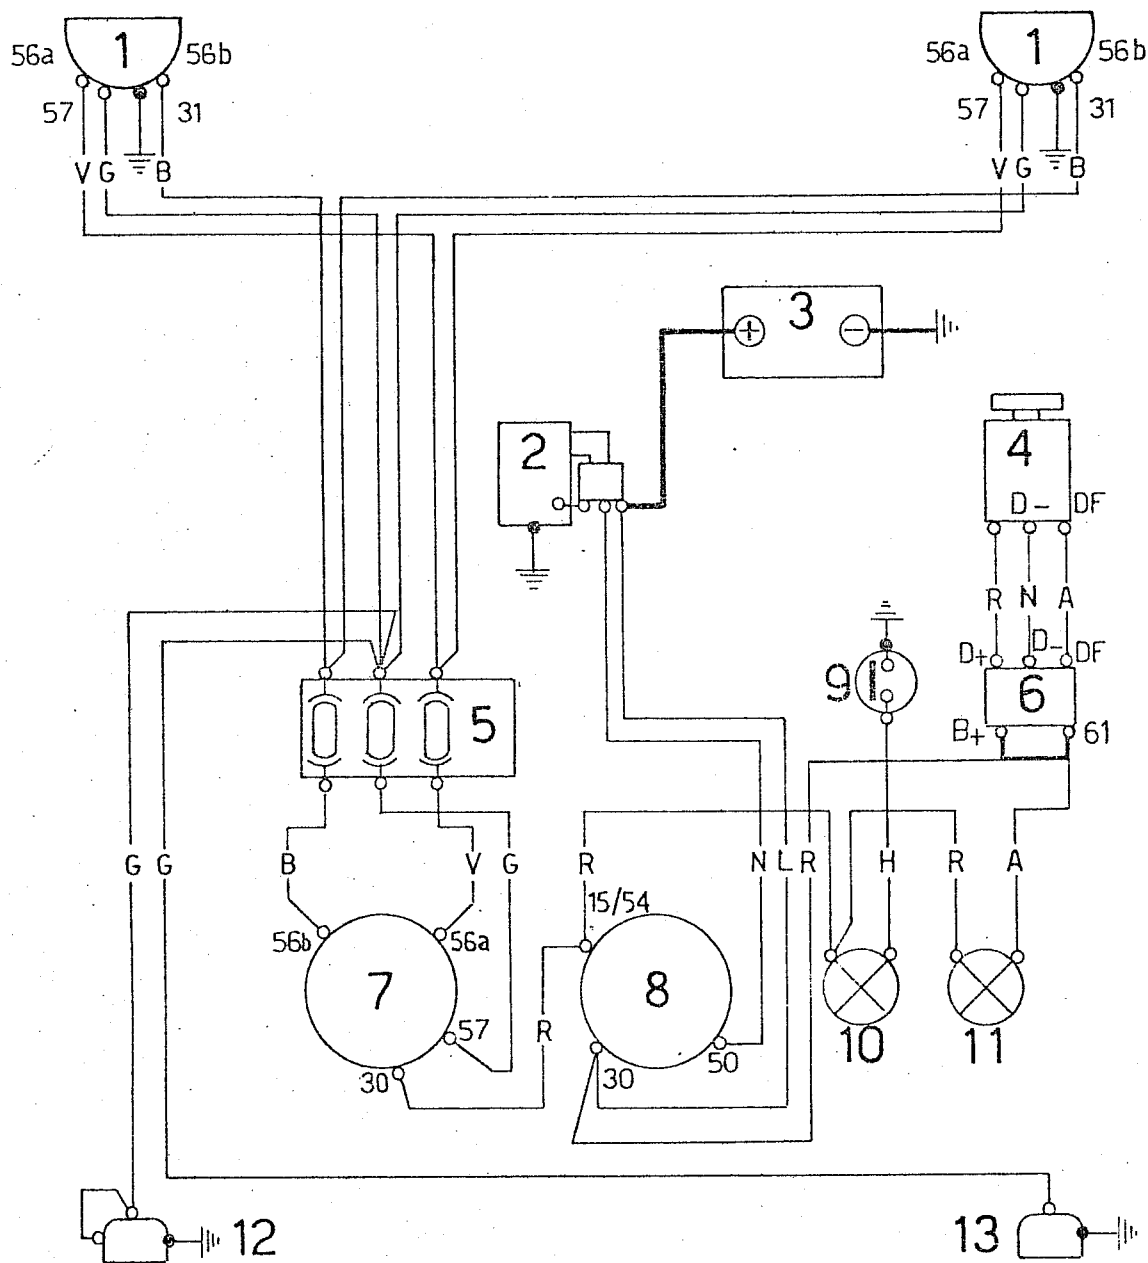 1
56a 56b
57 31
V G B
1
56a 56b
57 31
V G B
3
+ −
2
4
D− DF
R N A
D+ D− DF
6
B+ 61
9
5
G G
B V G
R
N L R
H
R A
15/54
56b 56a
7
57
30
R
8
30
50
10
11
12
13